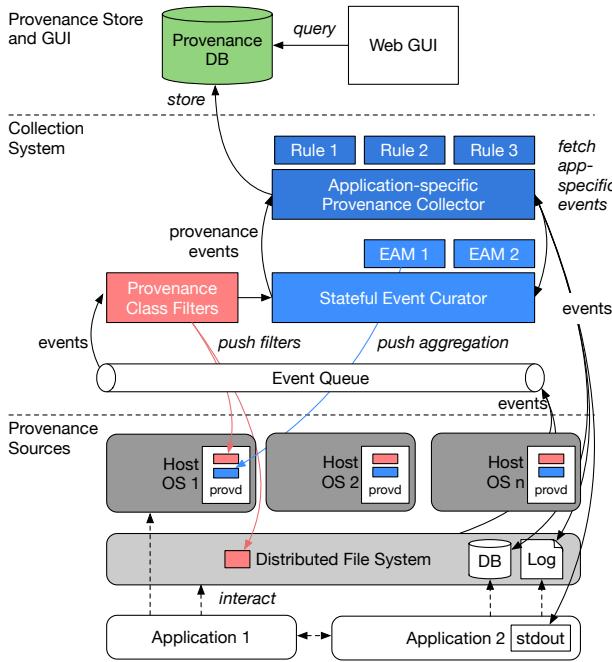 Provenance Store
and GUI
Provenance
DB
query
Web GUI
store
Collection
System
Rule 1
Rule 2
Rule 3
fetch
app-
specific
events
Application-specific
Provenance Collector
provenance
events
EAM 1
EAM 2
Provenance
Class Filters
Stateful Event Curator
events
events
push filters
push aggregation
Event Queue
events
Provenance
Sources
Host
OS 1
provd
Host
OS 2
provd
Host
OS n
provd
Distributed File System
DB
Log
interact
Application 1
Application 2
stdout